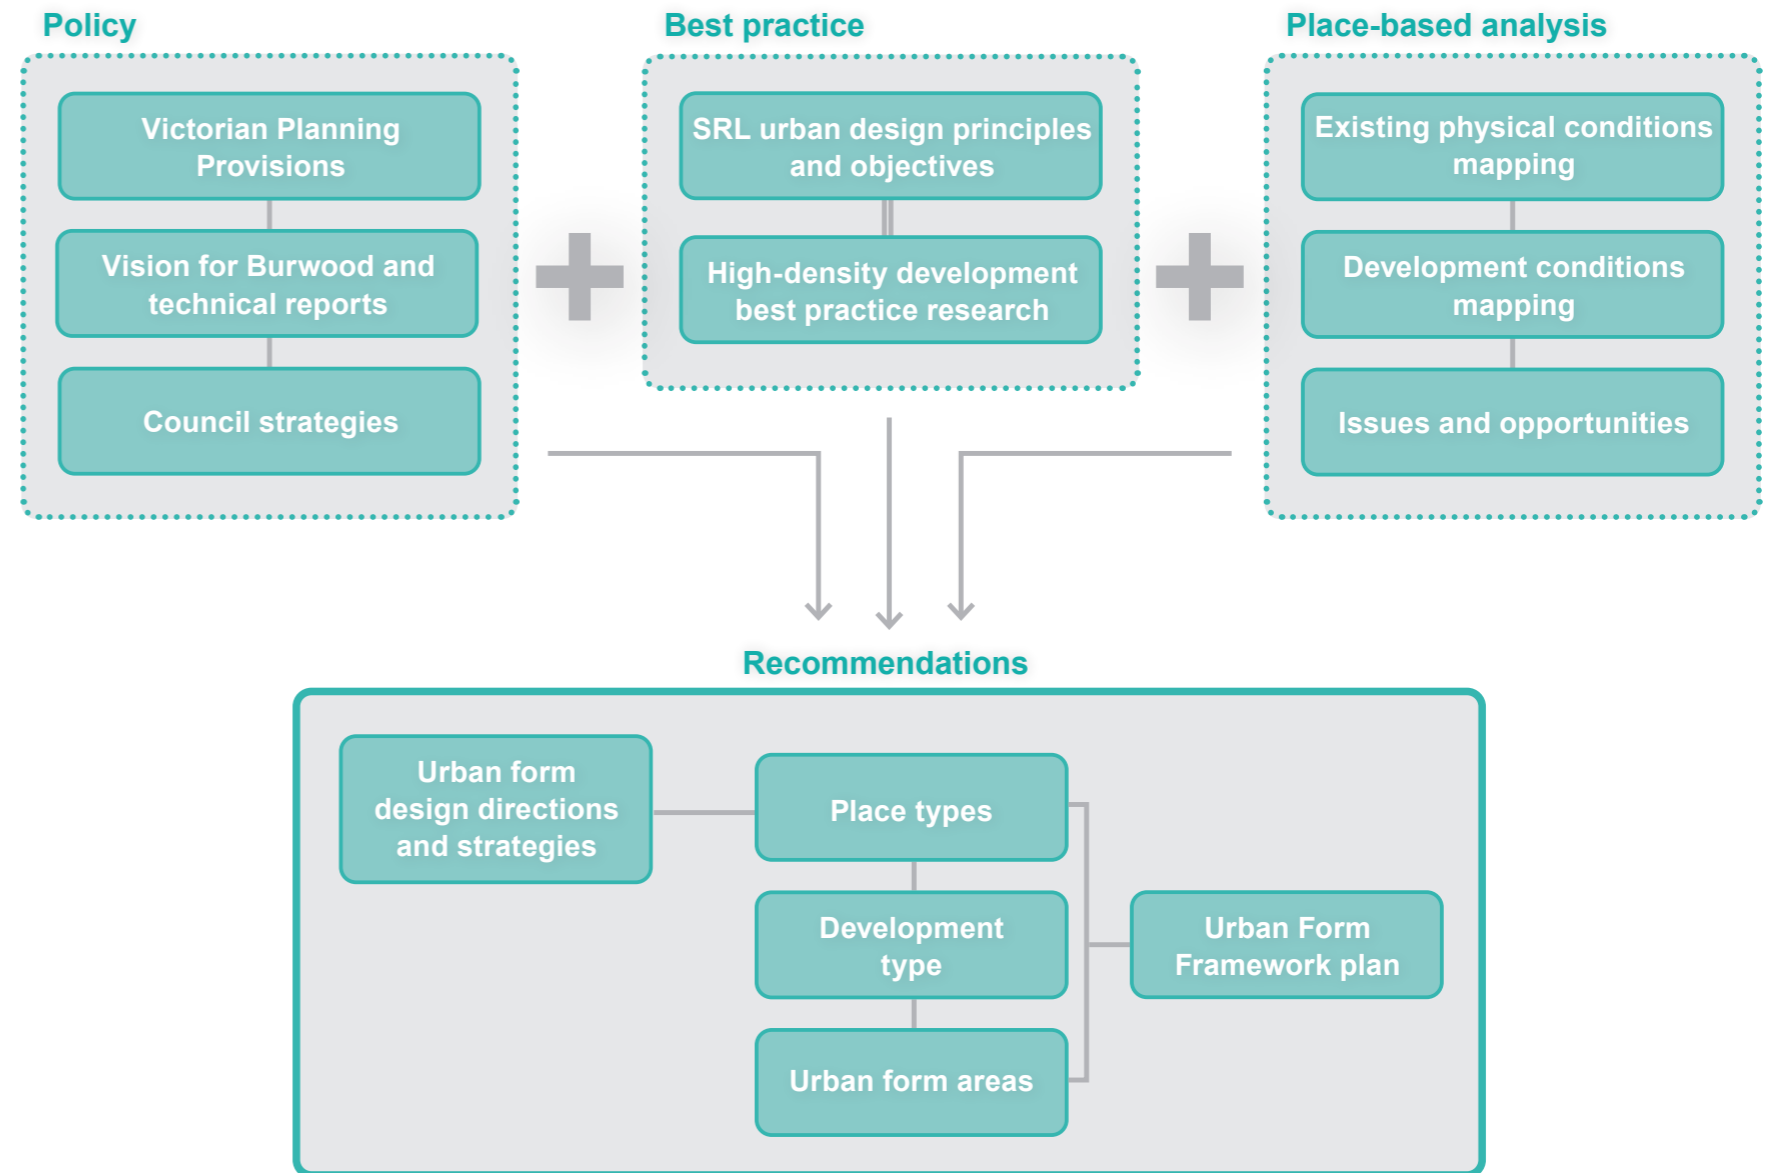 Policy
Victorian Planning
Provisions
Vision for Burwood and
technical reports
Council strategies
Best practice
SRL urban design principles
and objectives
High-density development
best practice research
Place-based analysis
Existing physical conditions
mapping
Development conditions
mapping
Issues and opportunities
Recommendations
Urban form
design directions
and strategies
Place types
Development
type
Urban form areas
Urban Form
Framework plan